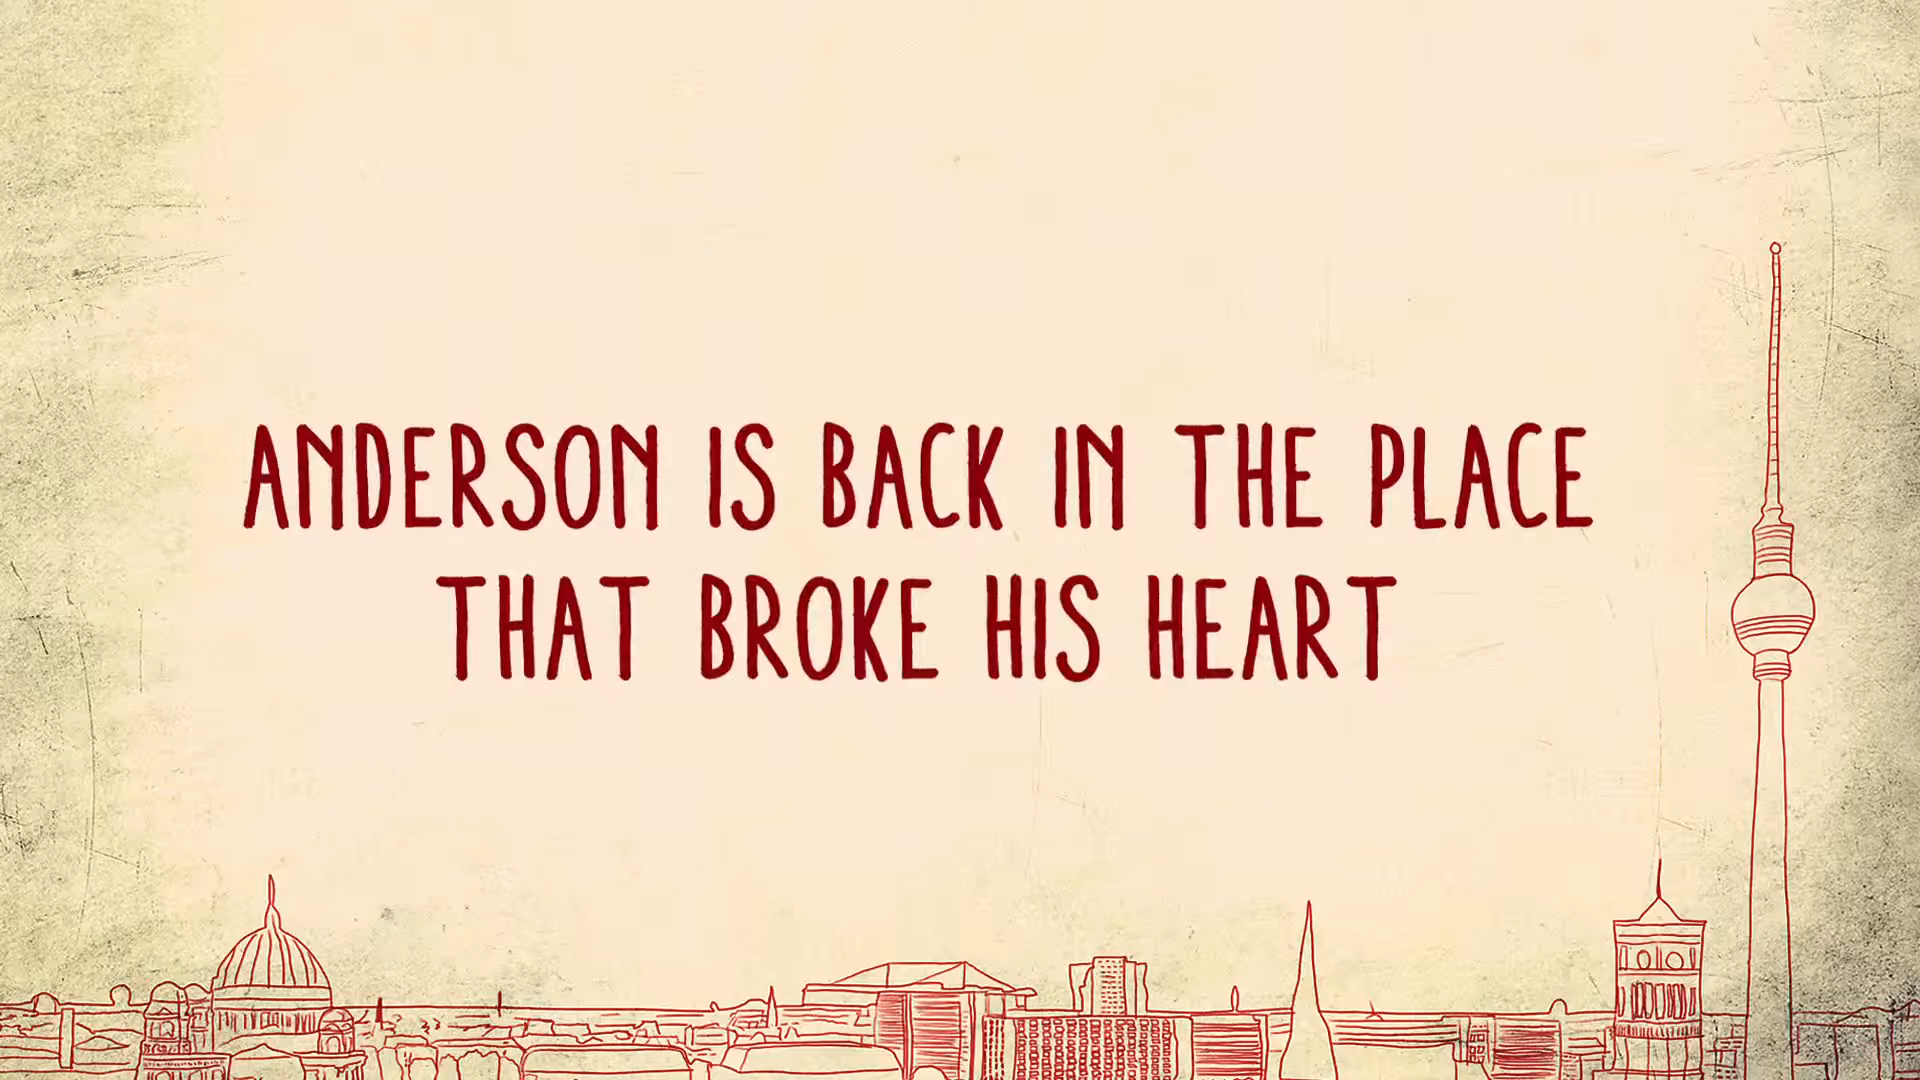 ANDERSON IS BACK IN THE PLACE
THAT BROKE HIS HEART